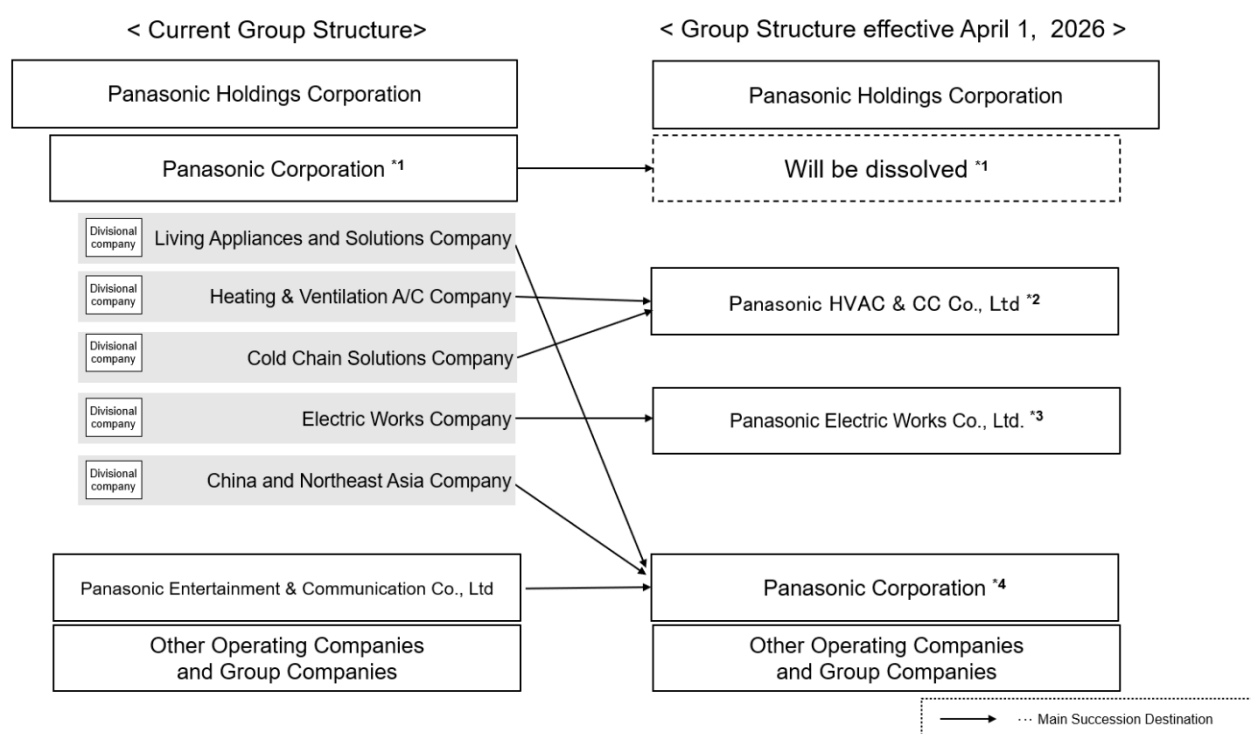 < Current Group Structure>
< Group Structure effective April 1, 2026 >
Panasonic Holdings Corporation
Panasonic Holdings Corporation
Panasonic Corporation *1
Will be dissolved *1
Divisional
company
Living Appliances and Solutions Company
Divisional
company
Heating & Ventilation A/C Company
Panasonic HVAC & CC Co., Ltd *2
Divisional
company
Cold Chain Solutions Company
Divisional
company
Electric Works Company
Panasonic Electric Works Co., Ltd. *3
Divisional
company
China and Northeast Asia Company
Panasonic Entertainment & Communication Co., Ltd
Panasonic Corporation *4
Other Operating Companies
and Group Companies
Other Operating Companies
and Group Companies
··· Main Succession Destination